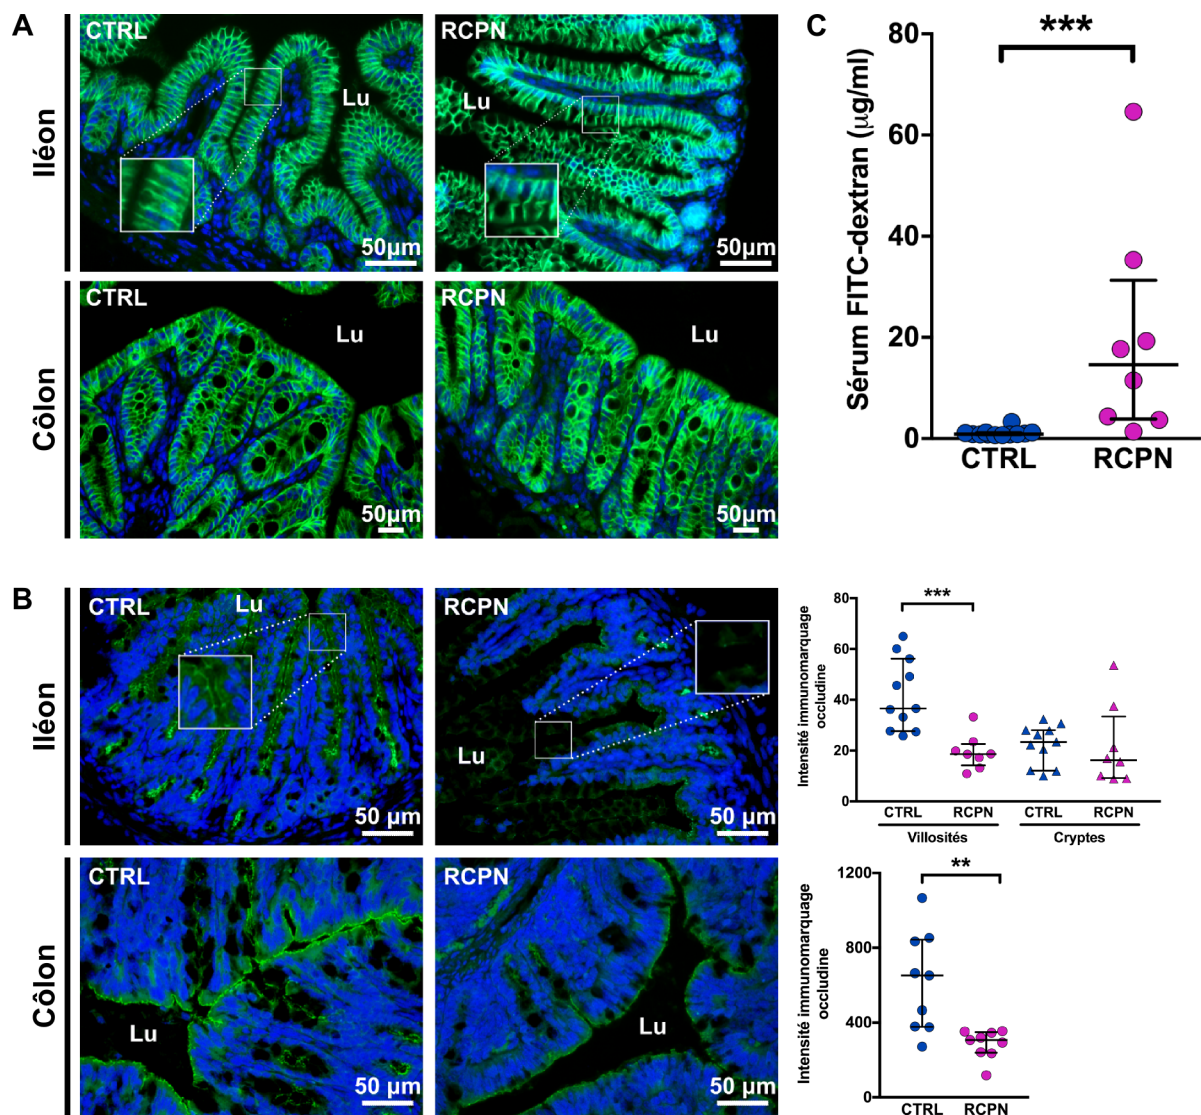 A
Iléon
CTRL
Lu
50µm
RCPN
Lu
50µm
Côlon
CTRL
Lu
50µm
RCPN
Lu
50µm
C
Sérum FITC-dextran (µg/ml)
80
60
40
20
0
***
CTRL
RCPN
B
Iléon
CTRL
Lu
50 µm
RCPN
Lu
50 µm
Intensité immunomarquage
occludine
80
60
40
20
0
***
CTRL
RCPN
CTRL
RCPN
Villosités
Cryptes
Côlon
CTRL
Lu
50 µm
RCPN
Lu
50 µm
Intensité immunomarquage
occludine
1200
800
400
0
**
CTRL
RCPN